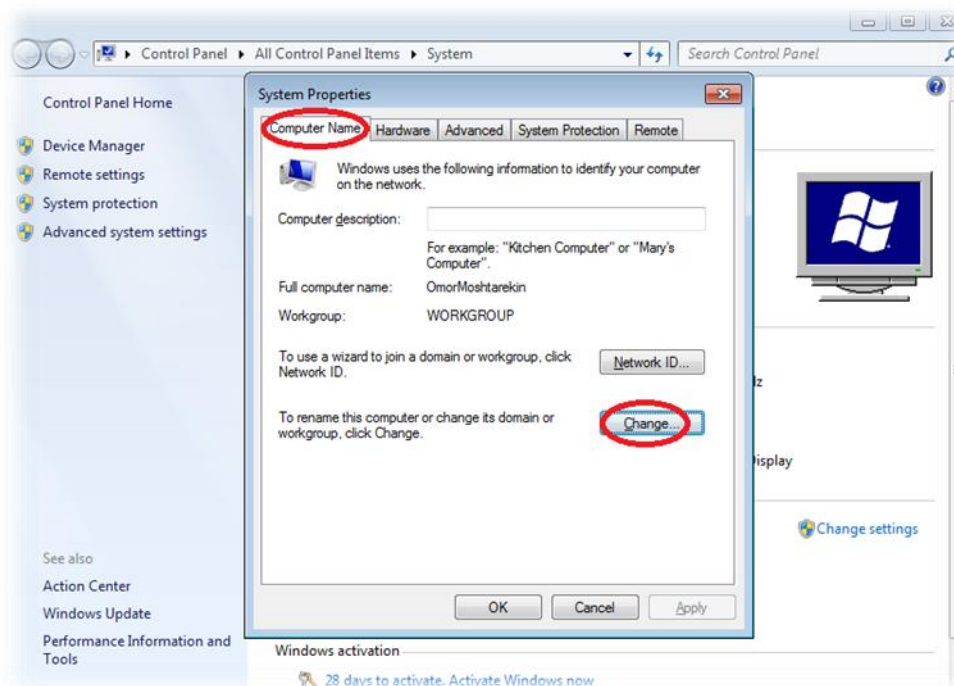 Control Panel ▸ All Control Panel Items ▸ System
Search Control Panel
Control Panel Home
Device Manager
Remote settings
System protection
Advanced system settings
See also
Action Center
Windows Update
Performance Information and
Tools
System Properties
Computer Name Hardware Advanced System Protection Remote
Windows uses the following information to identify your computer
on the network.
Computer description:
For example: "Kitchen Computer" or "Mary's
Computer".
Full computer name: OmorMoshtarekin
Workgroup: WORKGROUP
To use a wizard to join a domain or workgroup, click
Network ID.
Network ID...
To rename this computer or change its domain or
workgroup, click Change.
Change...
OK Cancel Apply
Change settings
Windows activation
28 days to activate. Activate Windows now